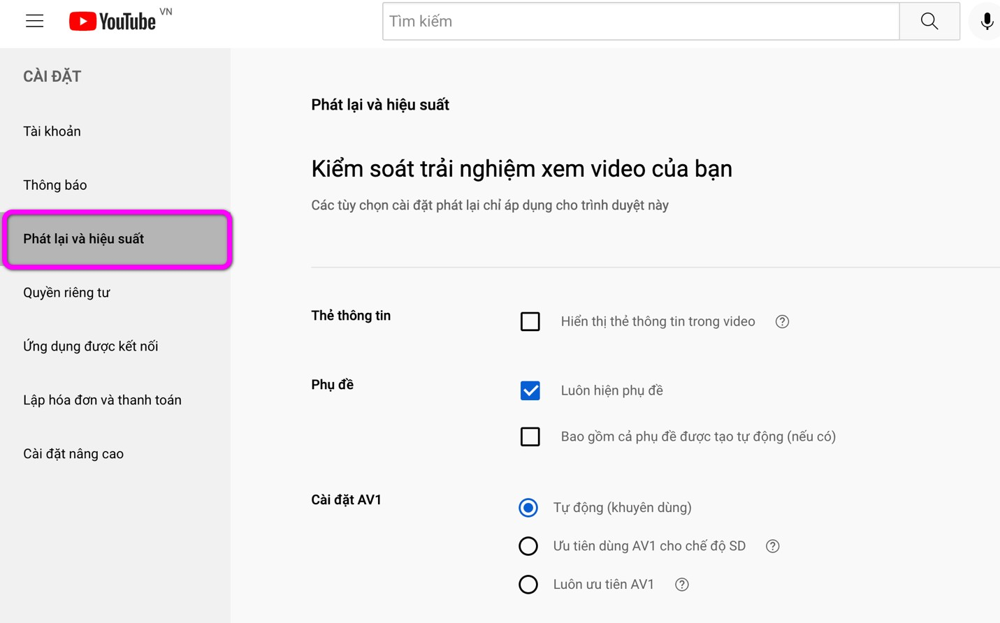 YouTube VN
Tìm kiếm
CÀI ĐẶT
Tài khoản
Thông báo
Phát lại và hiệu suất
Quyền riêng tư
Ứng dụng được kết nối
Lập hóa đơn và thanh toán
Cài đặt nâng cao
Phát lại và hiệu suất
Kiểm soát trải nghiệm xem video của bạn
Các tùy chọn cài đặt phát lại chỉ áp dụng cho trình duyệt này
Thẻ thông tin
Hiển thị thẻ thông tin trong video
Phụ đề
Luôn hiện phụ đề
Bao gồm cả phụ đề được tạo tự động (nếu có)
Cài đặt AV1
Tự động (khuyên dùng)
Ưu tiên dùng AV1 cho chế độ SD
Luôn ưu tiên AV1